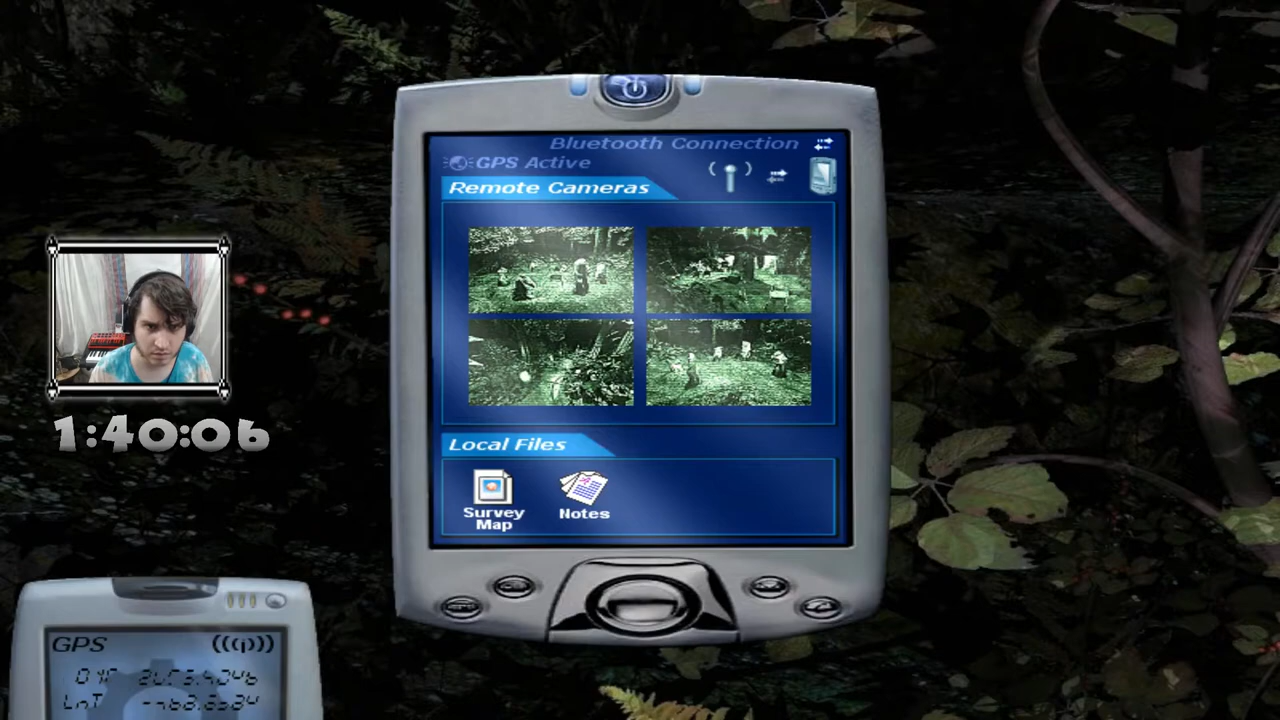 Bluetooth Connection
GPS Active
Remote Cameras
Local Files
Survey
Map
Notes
1:40:06
GPS